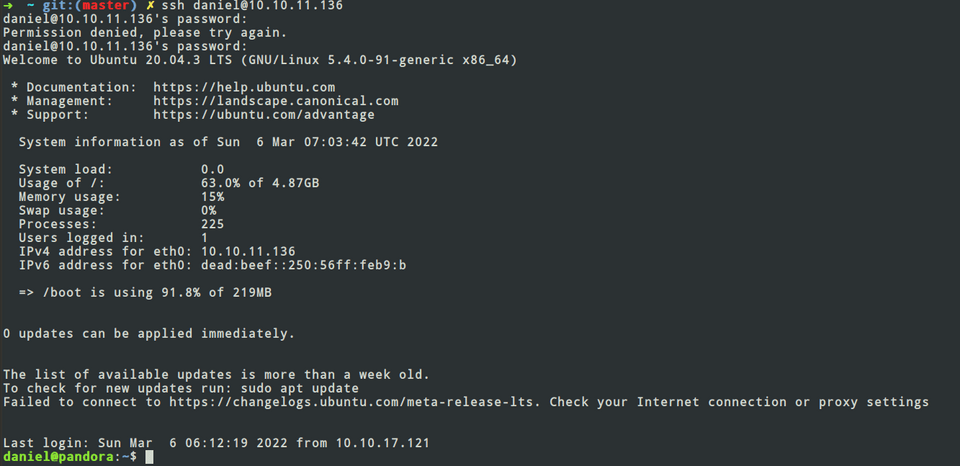 ➜  ~ git:(master) ✗ ssh daniel@10.10.11.136
daniel@10.10.11.136's password:
Permission denied, please try again.
daniel@10.10.11.136's password:
Welcome to Ubuntu 20.04.3 LTS (GNU/Linux 5.4.0-91-generic x86_64)
* Documentation:  https://help.ubuntu.com
* Management:     https://landscape.canonical.com
* Support:        https://ubuntu.com/advantage
System information as of Sun  6 Mar 07:03:42 UTC 2022
System load:           0.0
Usage of /:            63.0% of 4.87GB
Memory usage:          15%
Swap usage:            0%
Processes:             225
Users logged in:       1
IPv4 address for eth0: 10.10.11.136
IPv6 address for eth0: dead:beef::250:56ff:feb9:b
=> /boot is using 91.8% of 219MB
0 updates can be applied immediately.
The list of available updates is more than a week old.
To check for new updates run: sudo apt update
Failed to connect to https://changelogs.ubuntu.com/meta-release-lts. Check your Internet connection or proxy settings
Last login: Sun Mar  6 06:12:19 2022 from 10.10.17.121
daniel@pandora:~$